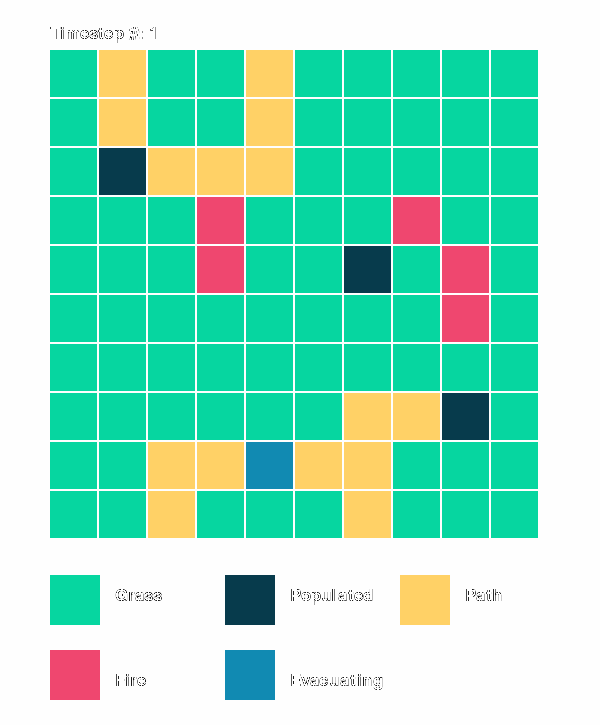 Timestep #: 1
Grass
Populated
Path
Fire
Evacuating